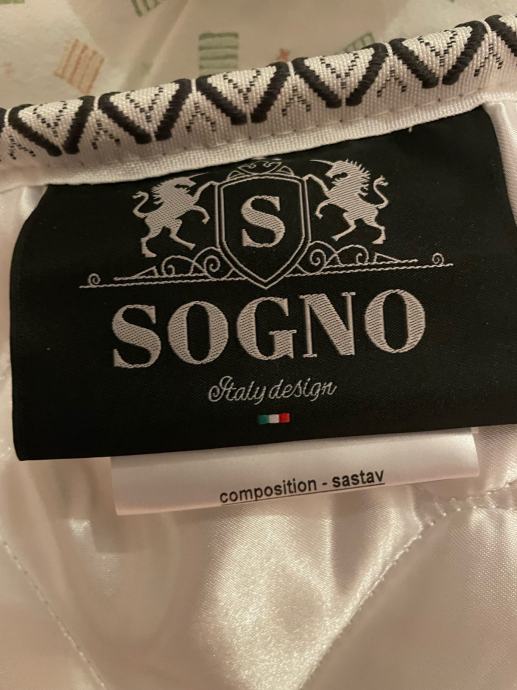 S
SOGNO
Italy design
composition - sastav